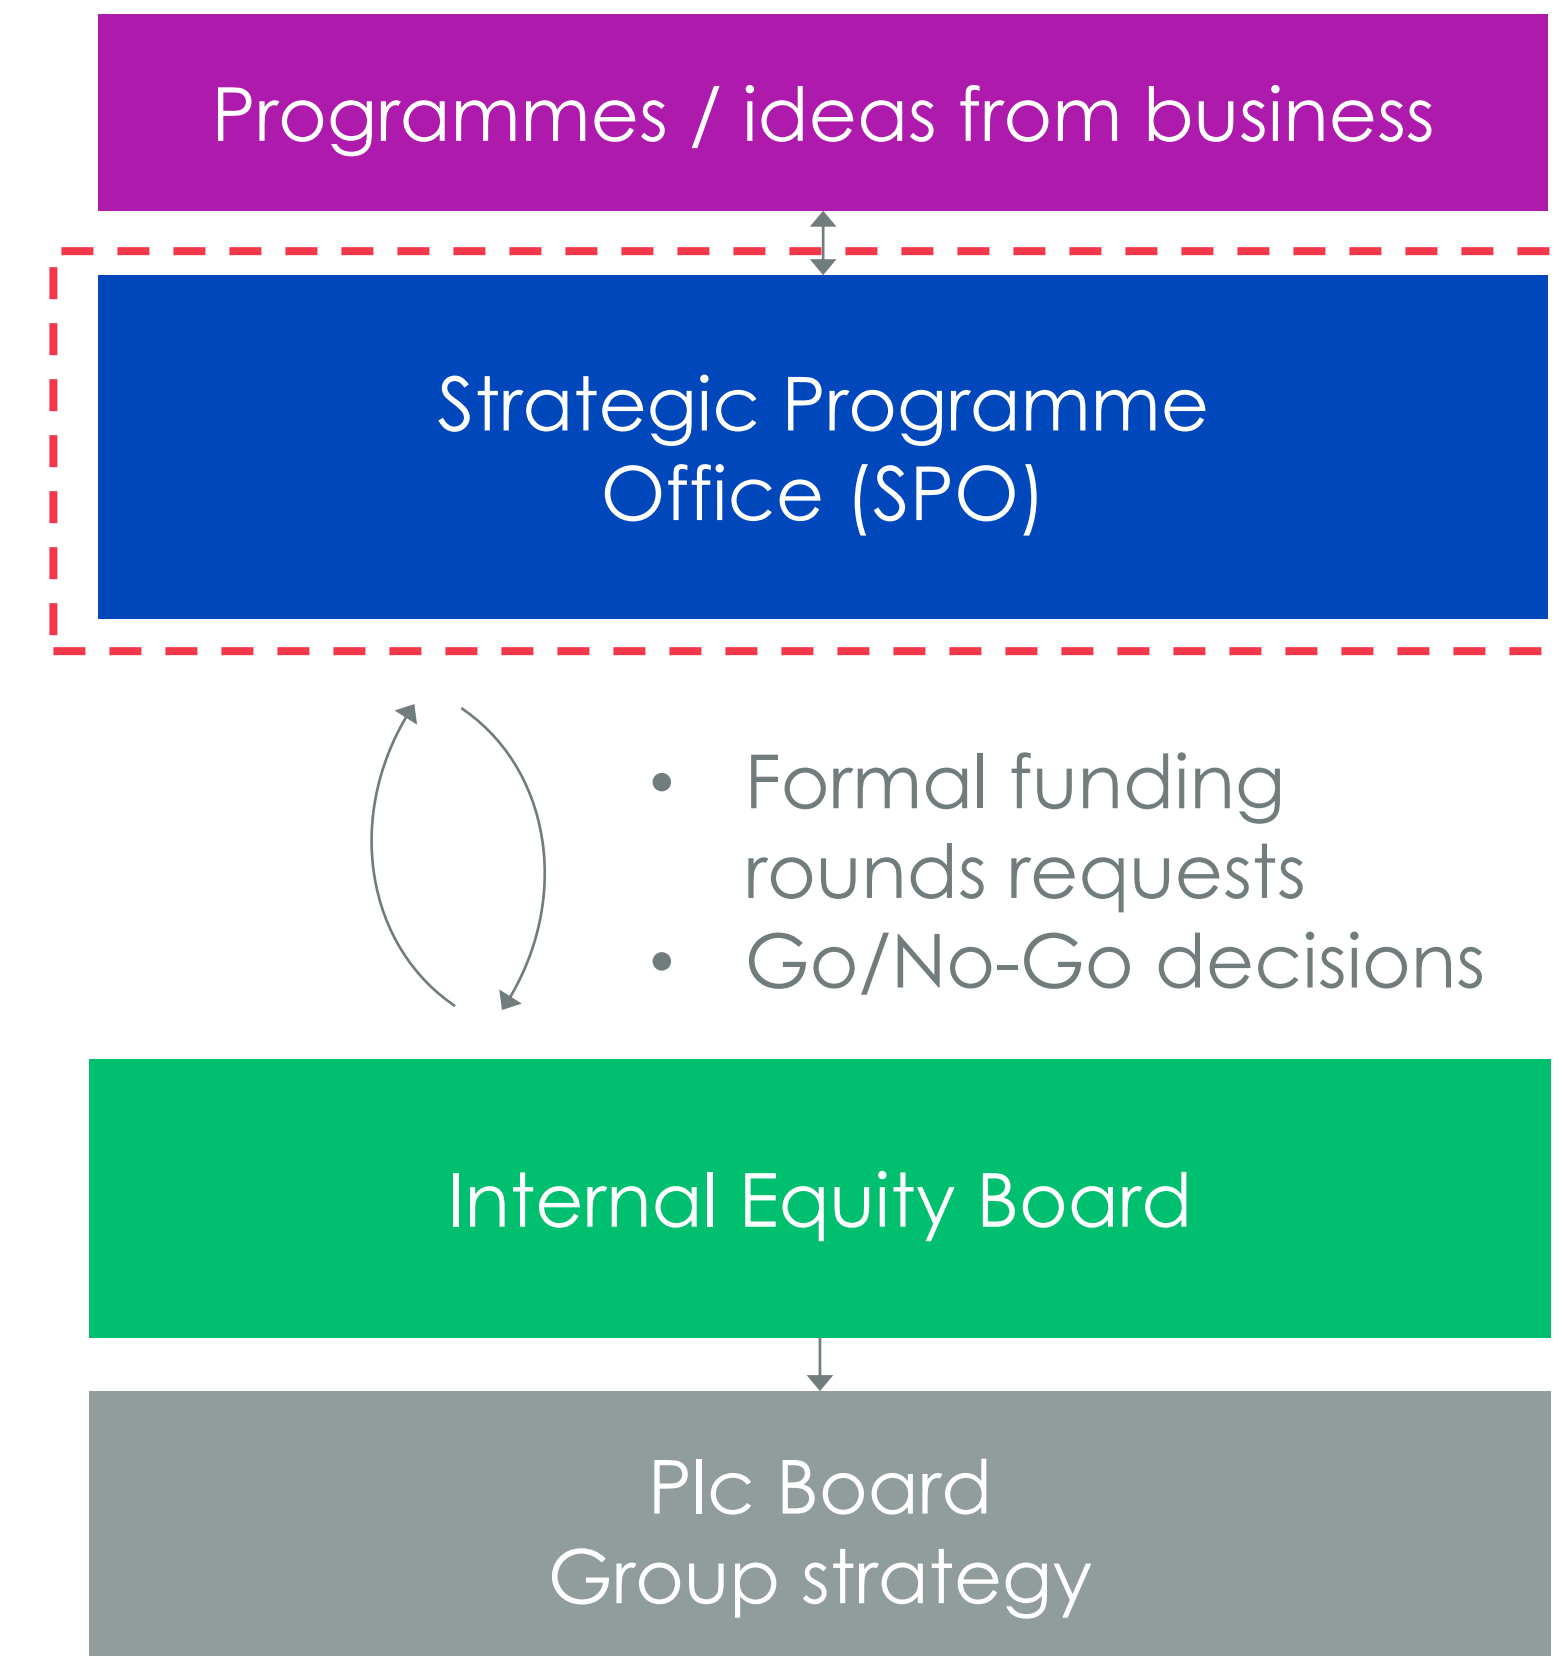 Programmes / ideas from business
Strategic Programme
Office (SPO)
• Formal funding
rounds requests
• Go/No-Go decisions
Internal Equity Board
Plc Board
Group strategy